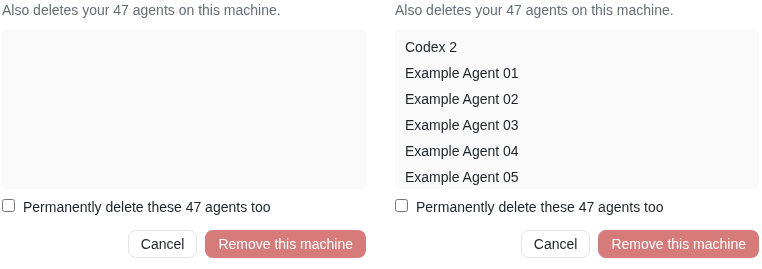 Also deletes your 47 agents on this machine.
Permanently delete these 47 agents too
Cancel
Remove this machine
Also deletes your 47 agents on this machine.
Codex 2
Example Agent 01
Example Agent 02
Example Agent 03
Example Agent 04
Example Agent 05
Permanently delete these 47 agents too
Cancel
Remove this machine